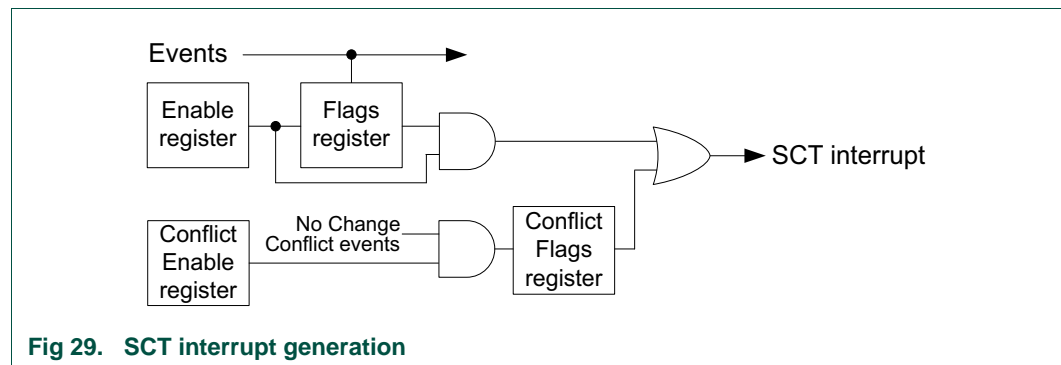 Events
Enable
register
Flags
register
SCT interrupt
No Change
Conflict events
Conflict
Enable
register
Conflict
Flags
register
Fig 29. SCT interrupt generation